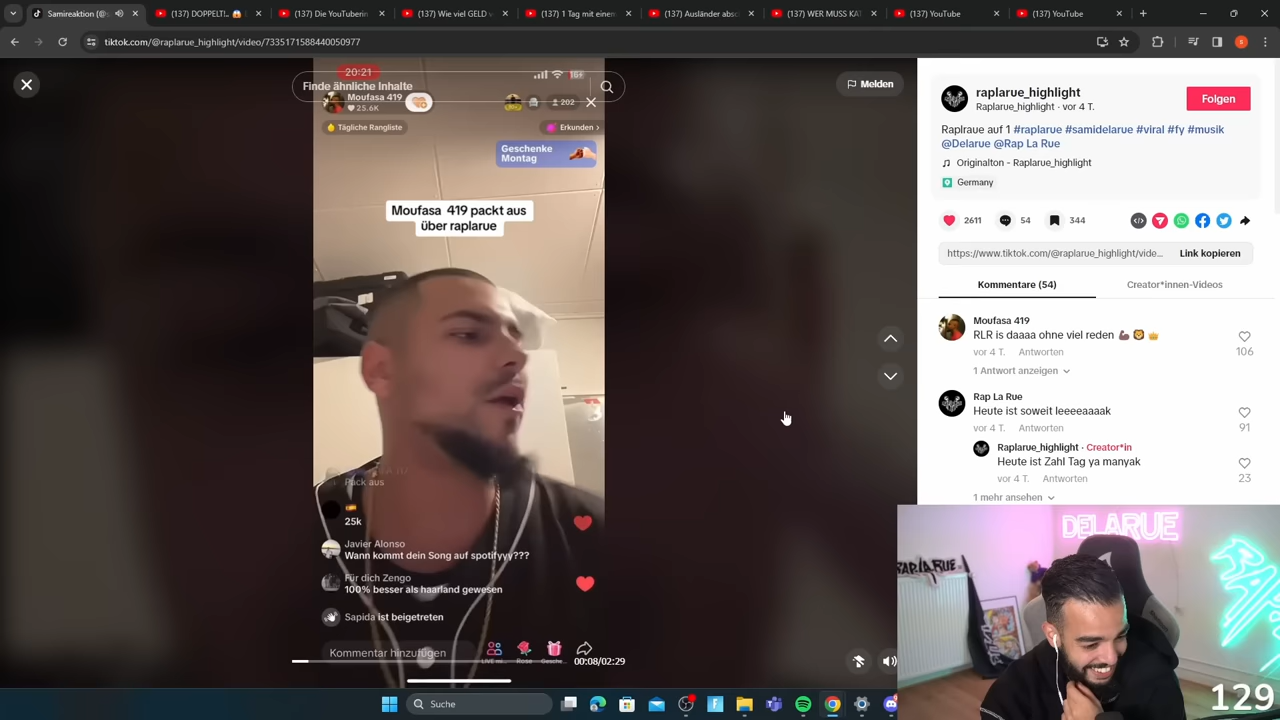 (137) DOPPELT!..
(137) Die YouTuberin
(137) Wie viel GELD
(137) 1 Tag mit einem
(137) Ausländer
(137) WER MUSS
(137) YouTube
(137) YouTube
tiktok.com/@raplarue_highlight/video/7335171588440050977
20:21
Finde ähnliche Inhalte
Moufasa 419
25.6K
202
Tägliche Rangliste
Erkunden >
Geschenke
Montag
Moufasa 419 packt aus
über raplarue
Pack aus
25k
Javier Alonso
Wann kommt dein Song auf spotifyyy???
Für dich Zengo
100% besser als haarland gewesen
Sapida ist beigetreten
Kommentar hinzufügen
Rose
00:08/02:29
Melden
raplarue_highlight
Raplarue_highlight · vor 4 T.
Folgen
Raplraue auf 1 #raplarue #samidelarue #viral #fy #musik
@Delarue @Rap La Rue
Originalton - Raplarue_highlight
Germany
2611
54
344
https://www.tiktok.com/@raplarue_highlight/vide...
Link kopieren
Kommentare (54)
Creator*innen-Videos
Moufasa 419
RLR is daaaa ohne viel reden 💪🏾 🦁 👑
vor 4 T. Antworten
106
1 Antwort anzeigen
Rap La Rue
Heute ist soweit leeeeaaaak
vor 4 T. Antworten
91
Raplarue_highlight · Creator*in
Heute ist Zahl Tag ya manyak
vor 4 T. Antworten
23
1 mehr ansehen
DELARUE
RAP LA RUE
129
Suche